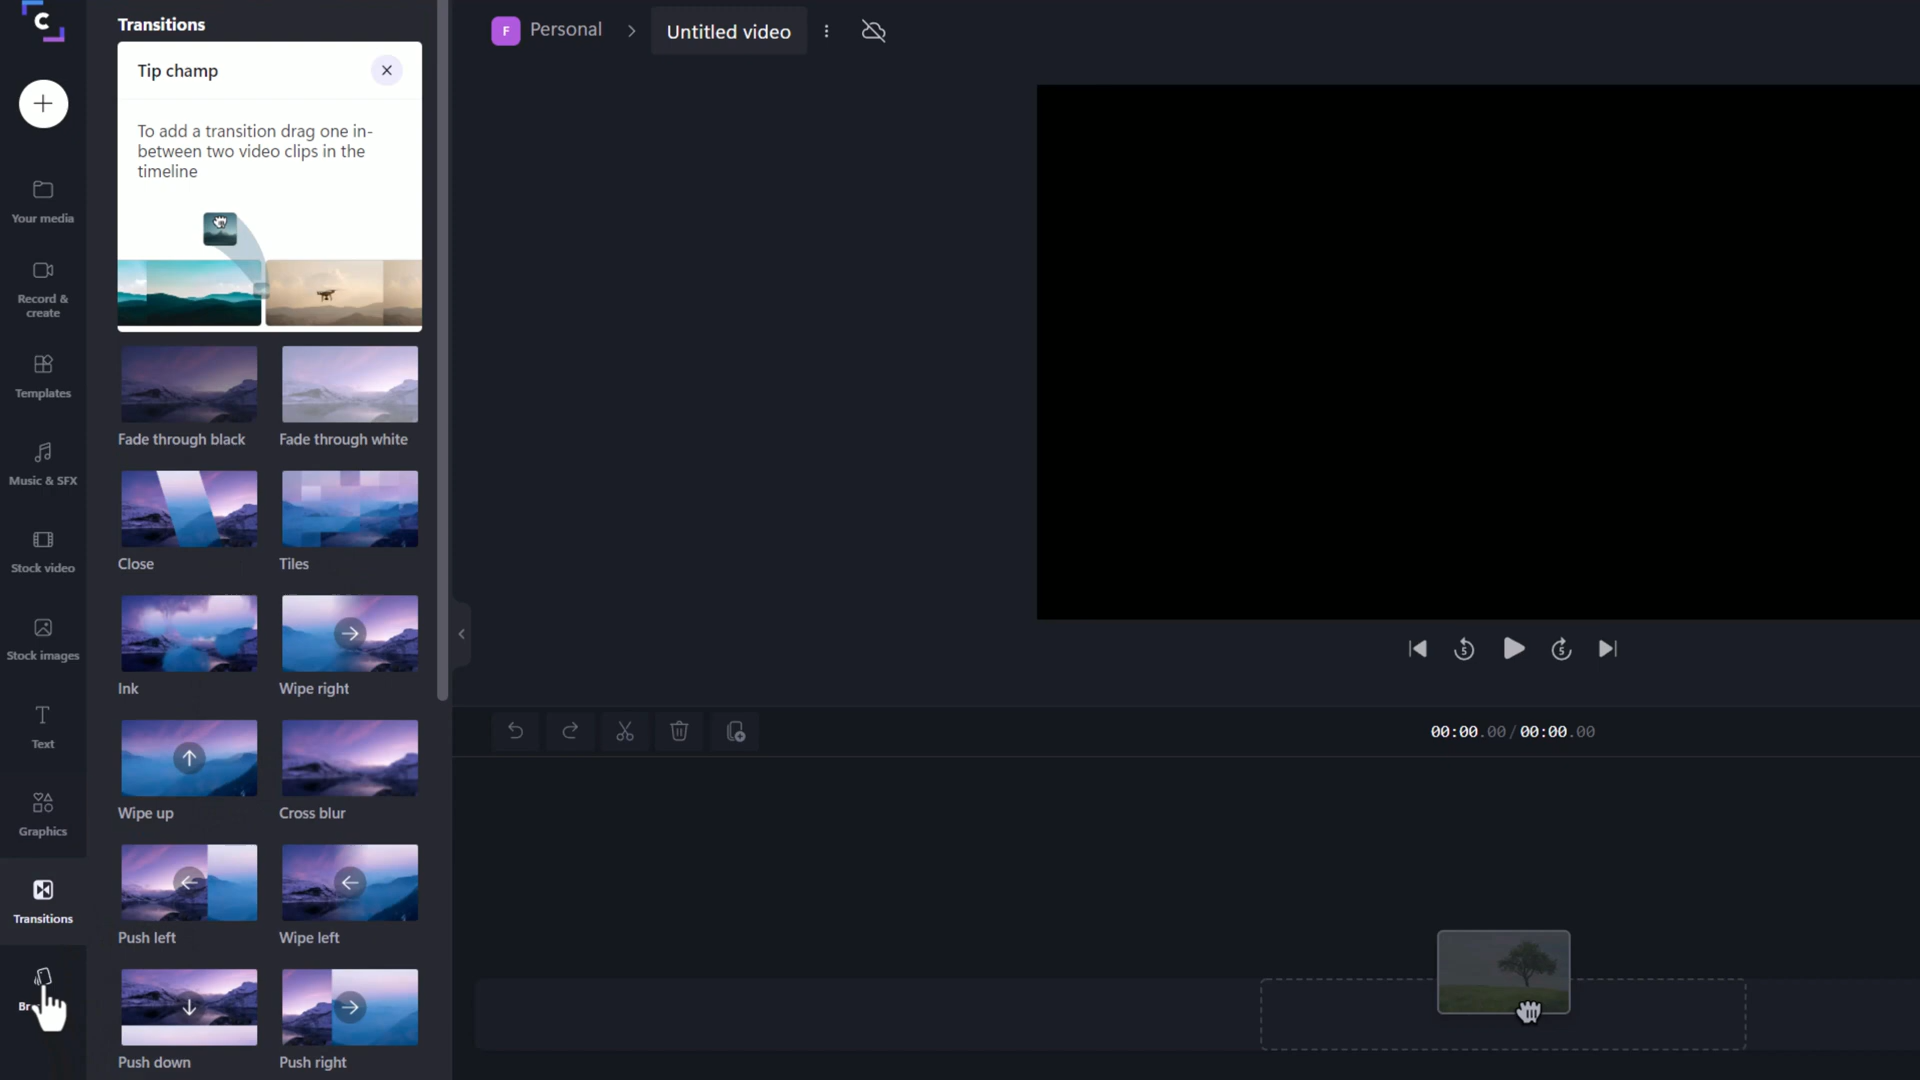 Transitions
Tip champ
To add a transition drag one in-
between two video clips in the
timeline
Fade through black
Fade through white
Close
Tiles
Ink
Wipe right
Wipe up
Cross blur
Push left
Wipe left
Push down
Push right
C
Your media
Record &
create
Templates
Music & SFX
Stock video
Stock images
T
Text
Graphics
Transitions
F
Personal
Untitled video
5
5
00:00.00 / 00:00.00